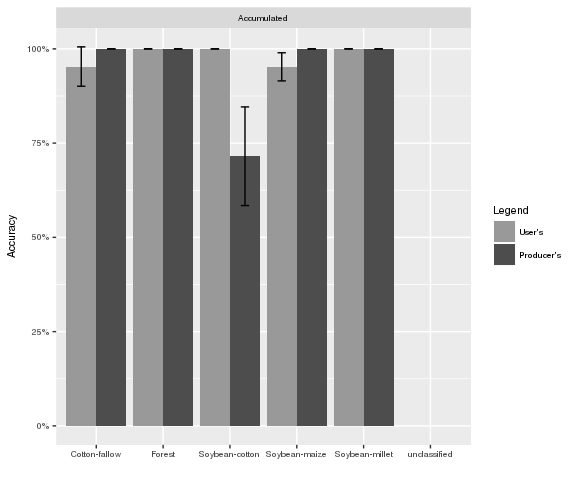 Accumulated
100%
75%
50%
25%
0%
Accuracy
Cotton-fallow Forest Soybean-cotton Soybean-maize Soybean-millet unclassified
Legend
User's
Producer's